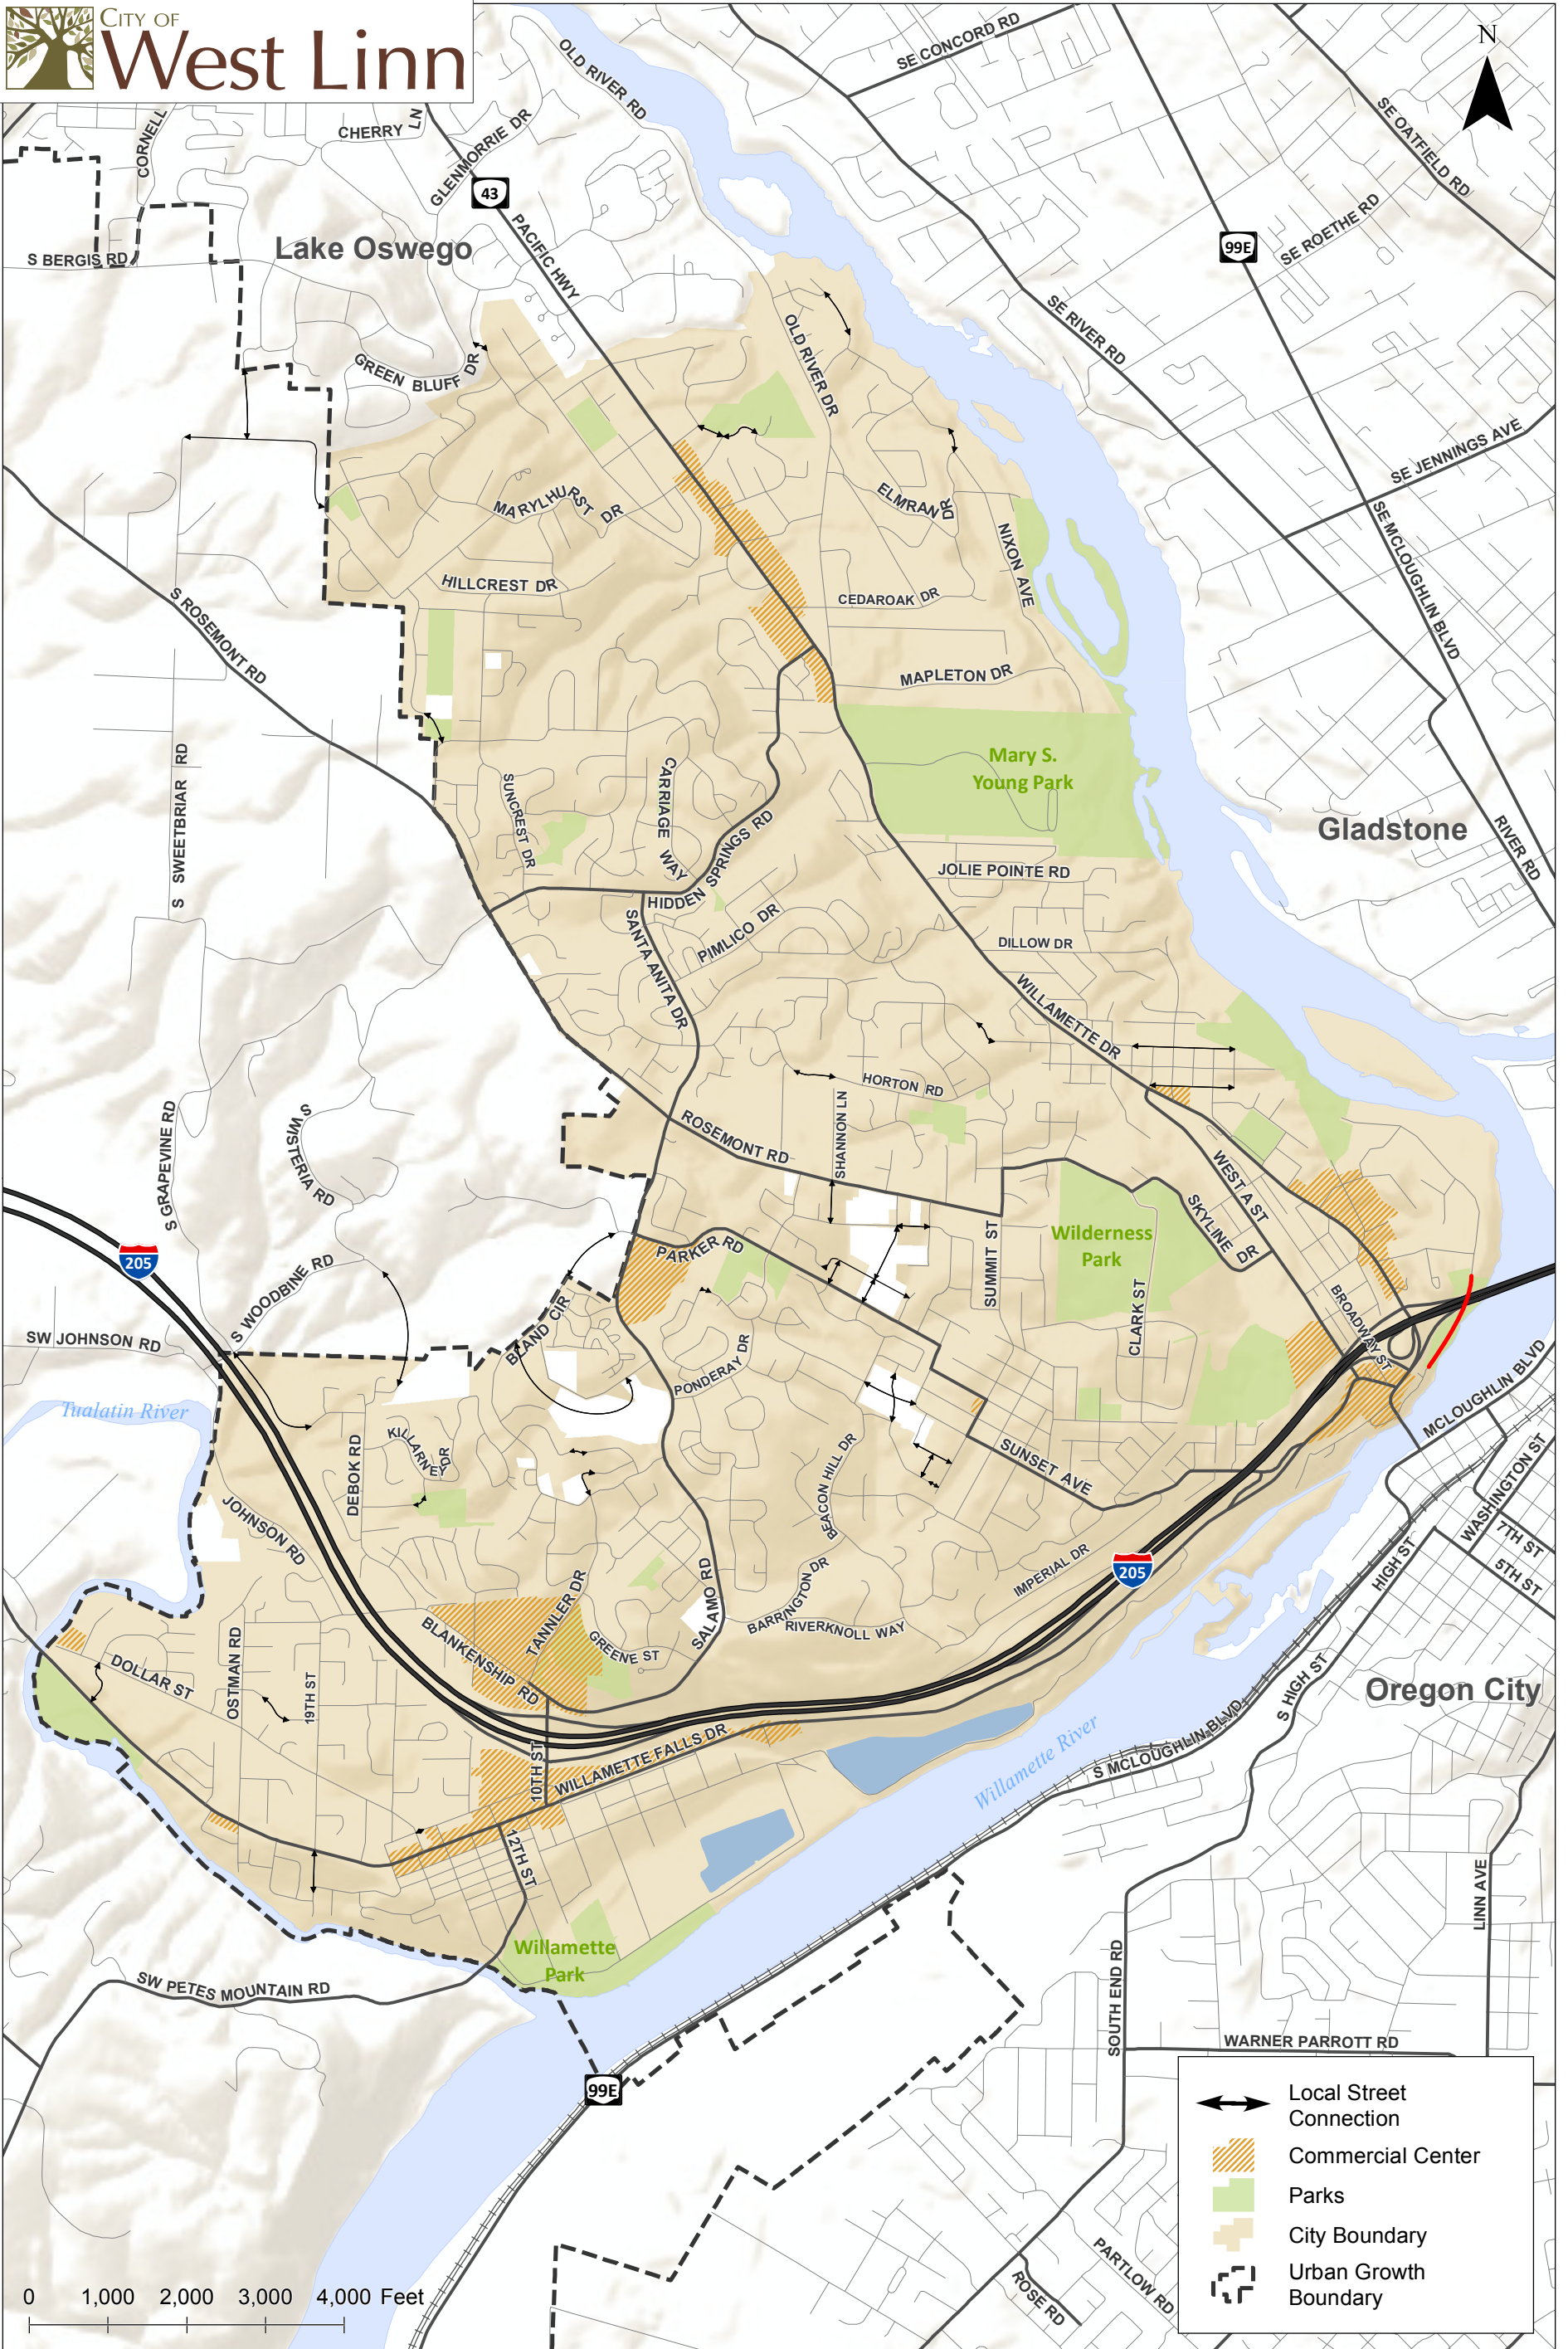 CITY OF
West Linn
N
OLD RIVER RD
SE CONCORD RD
SE OATFIELD RD
CORNELL
CHERRY LN
GLENMORRIE DR
43
PACIFIC HWY
SE ROETHE RD
99E
S BERGIS RD
Lake Oswego
SE RIVER RD
GREEN BLUFF DR
OLD RIVER DR
SE JENNINGS AVE
MARYLHURST DR
ELMRAN DR
NIXON AVE
SE MCLOUGHLIN BLVD
HILLCREST DR
CEDAROAK DR
S ROSEMONT RD
MAPLETON DR
S SWEETBRIAR RD
Mary S.
Young Park
SUNCREST DR
CARRIAGE WAY
HIDDEN SPRINGS RD
Gladstone
RIVER RD
JOLIE POINTE RD
SANTA ANITA DR
PIMLICO DR
DILLOW DR
WILLAMETTE DR
HORTON RD
SHANNON LN
S GRAPEVINE RD
S WISTERIA RD
ROSEMONT RD
WEST A ST
SKYLINE DR
Wilderness
Park
SUMMIT ST
CLARK ST
PARKER RD
205
S WOODBINE RD
BROADWAY ST
SW JOHNSON RD
BLAND CIR
PONDERAY DR
MCLOUGHLIN BLVD
Tualatin River
KILLARNEY DR
DEBOK RD
BEACON HILL DR
SUNSET AVE
WASHINGTON ST
JOHNSON RD
7TH ST
5TH ST
HIGH ST
IMPERIAL DR
205
TANNLER DR
SALAMO RD
BARRINGTON DR
RIVERKNOLL WAY
BLANKENSHIP RD
GREENE ST
OSTMAN RD
DOLLAR ST
19TH ST
S HIGH ST
Oregon City
10TH ST
WILLAMETTE FALLS DR
Willamette River
S MCLOUGHLIN BLVD
12TH ST
LINN AVE
Willamette
Park
SW PETES MOUNTAIN RD
SOUTH END RD
WARNER PARROTT RD
99E
Local Street
Connection
Commercial Center
Parks
City Boundary
Urban Growth
Boundary
PARTLOW RD
ROSE RD
0 1,000 2,000 3,000 4,000 Feet